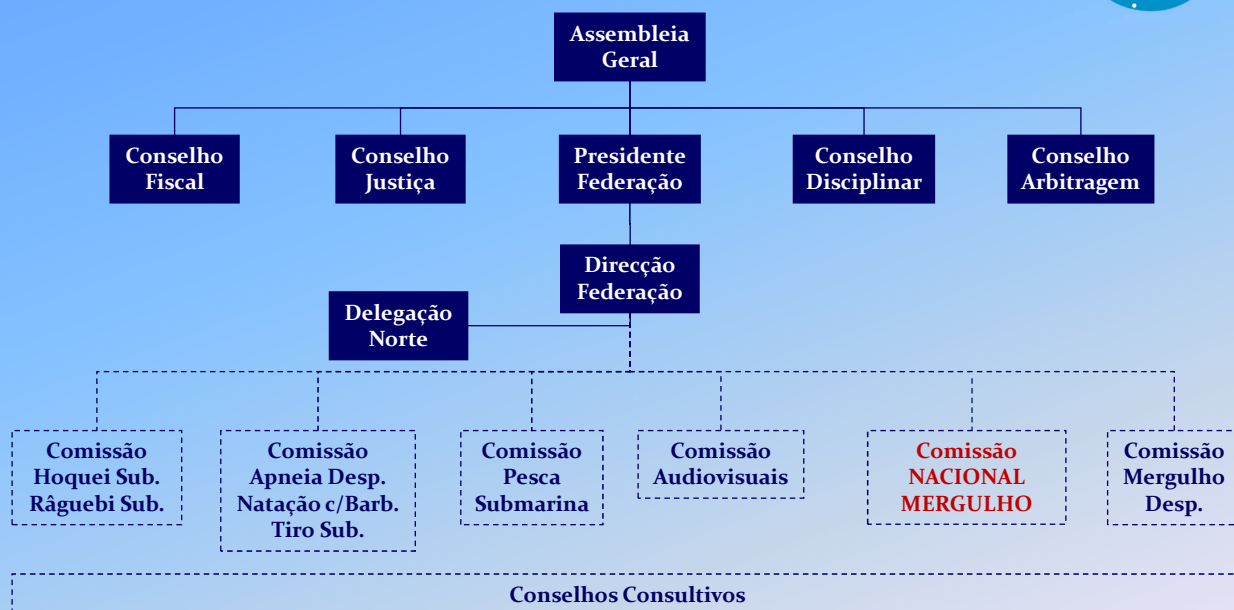 Assembleia
Geral
Conselho
Fiscal
Conselho
Justiça
Presidente
Federação
Conselho
Disciplinar
Conselho
Arbitragem
Direcção
Federação
Delegação
Norte
Comissão
Hoquei Sub.
Râguebi Sub.
Comissão
Apneia Desp.
Natação c/Barb.
Tiro Sub.
Comissão
Pesca
Submarina
Comissão
Audiovisuais
Comissão
NACIONAL
MERGULHO
Comissão
Mergulho
Desp.
Conselhos Consultivos